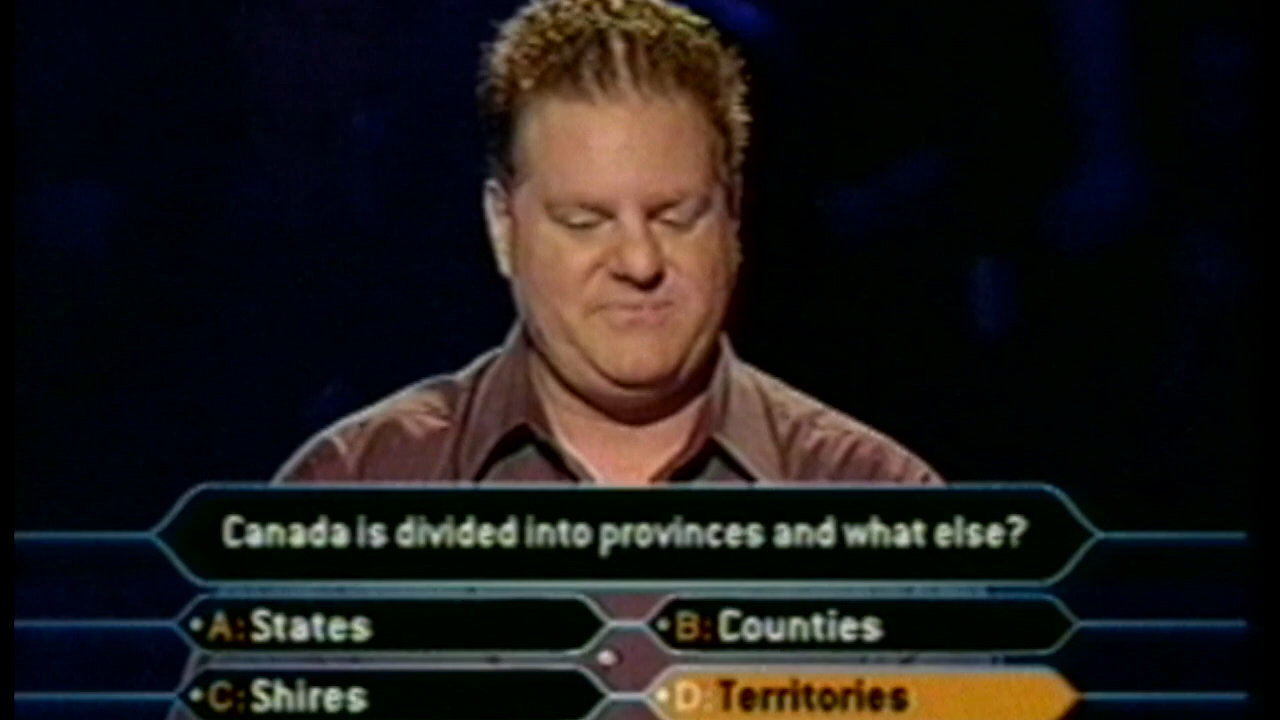 Canada is divided into provinces and what else?
A: States
B: Counties
C: Shires
D: Territories